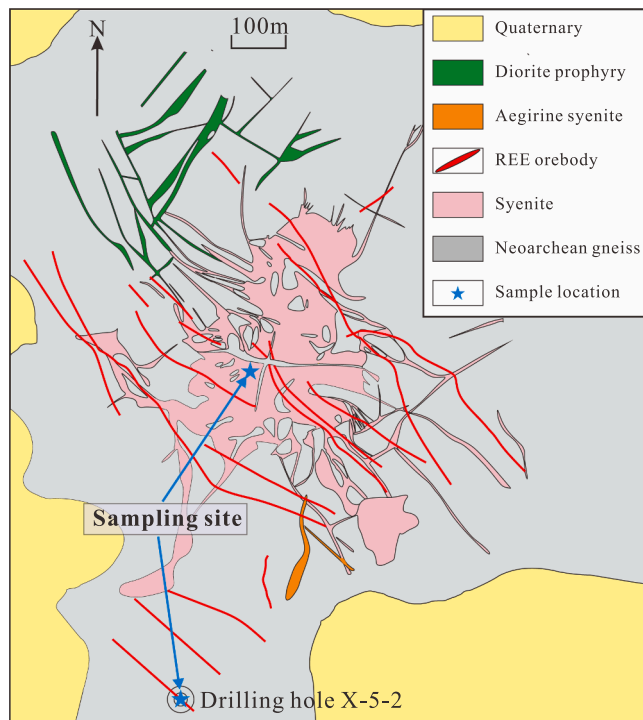 N
100m
Quaternary
Diorite prophyry
Aegirine syenite
REE orebody
Syenite
Neoarchean gneiss
Sample location
Sampling site
Drilling hole X-5-2